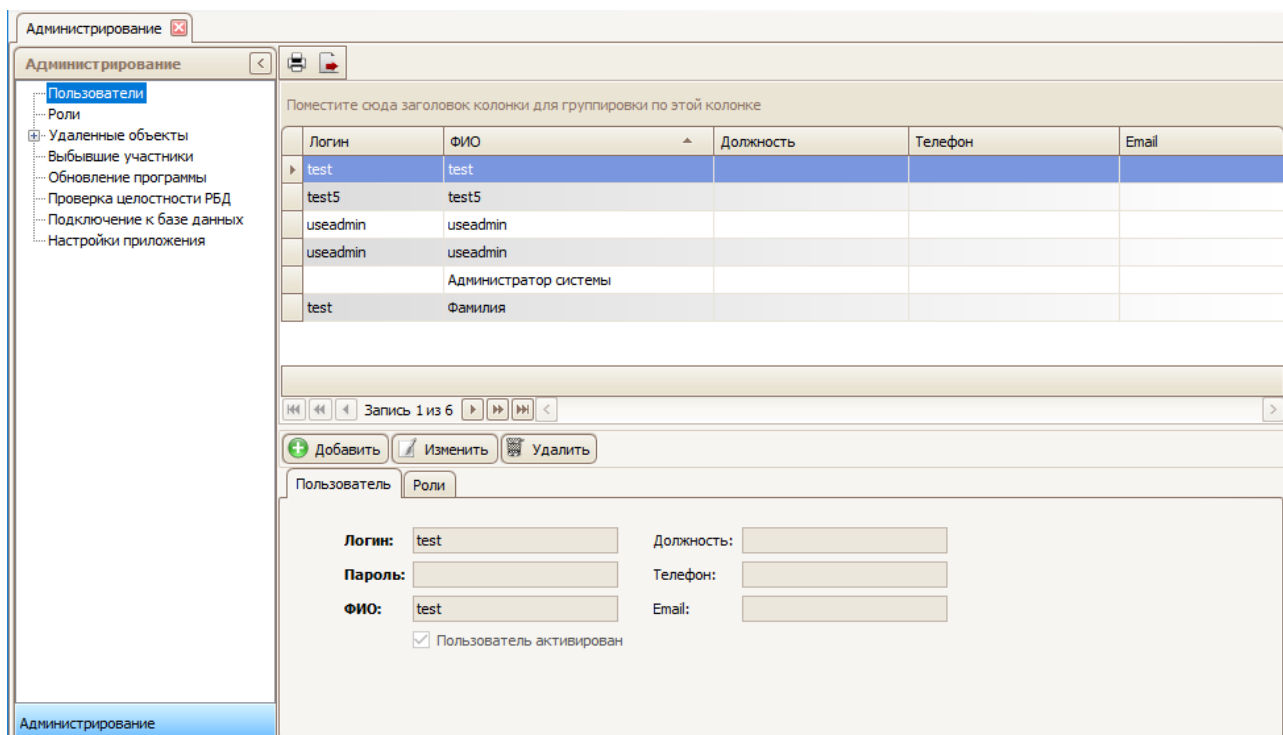 Администрирование
Администрирование
Пользователи
Роли
Удаленные объекты
Выбывшие участники
Обновление программы
Проверка целостности РБД
Подключение к базе данных
Настройки приложения
Администрирование
Поместите сюда заголовок колонки для группировки по этой колонке
Логин ФИО Должность Телефон Email
test test
test5 test5
useadmin useadmin
useadmin useadmin
Администратор системы
test Фамилия
Запись 1 из 6
Добавить Изменить Удалить
Пользователь Роли
Логин: test Должность:
Пароль: Телефон:
ФИО: test Email:
Пользователь активирован